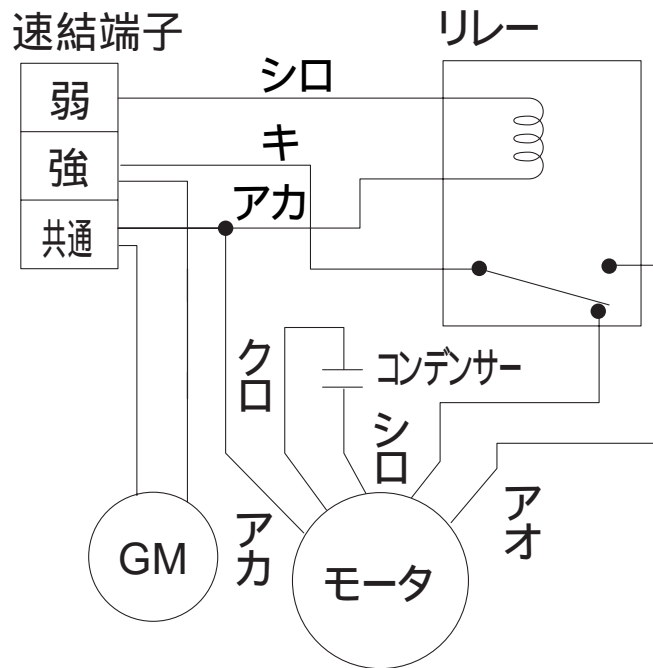 速結端子
リレー
弱
シロ
強
キ
アカ
共通
クロ
コンデンサー
シロ
アカ
アオ
GM
モータ